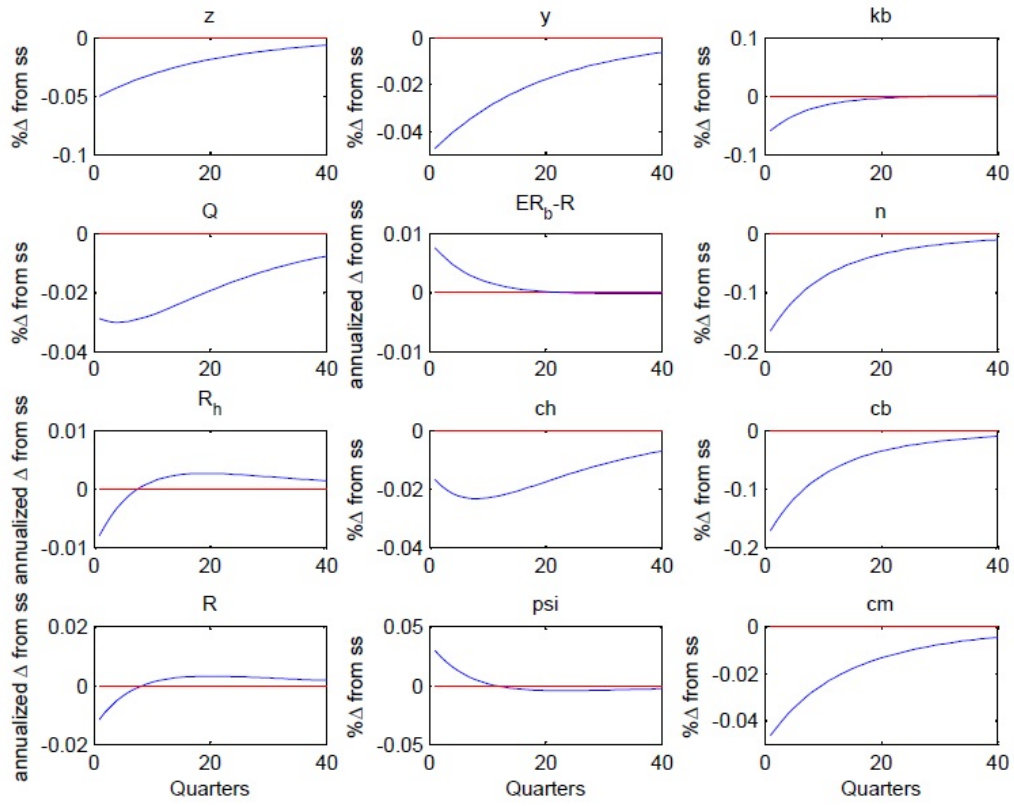 z
%Δ from ss
0
-0.05
-0.1
0 20 40
y
%Δ from ss
0
-0.02
-0.04
0 20 40
kb
%Δ from ss
0.1
0
-0.1
0 20 40
Q
%Δ from ss
0
-0.02
-0.04
0 20 40
ER_b-R
annualized Δ from ss
0.01
0
-0.01
0 20 40
n
%Δ from ss
0
-0.1
-0.2
0 20 40
R_h
annualized Δ from ss
0.01
0
-0.01
0 20 40
ch
%Δ from ss
0
-0.02
-0.04
0 20 40
cb
%Δ from ss
0
-0.1
-0.2
0 20 40
R
annualized Δ from ss
0.02
0
-0.02
0 20 40
Quarters
psi
%Δ from ss
0.05
0
-0.05
0 20 40
Quarters
cm
%Δ from ss
0
-0.02
-0.04
0 20 40
Quarters